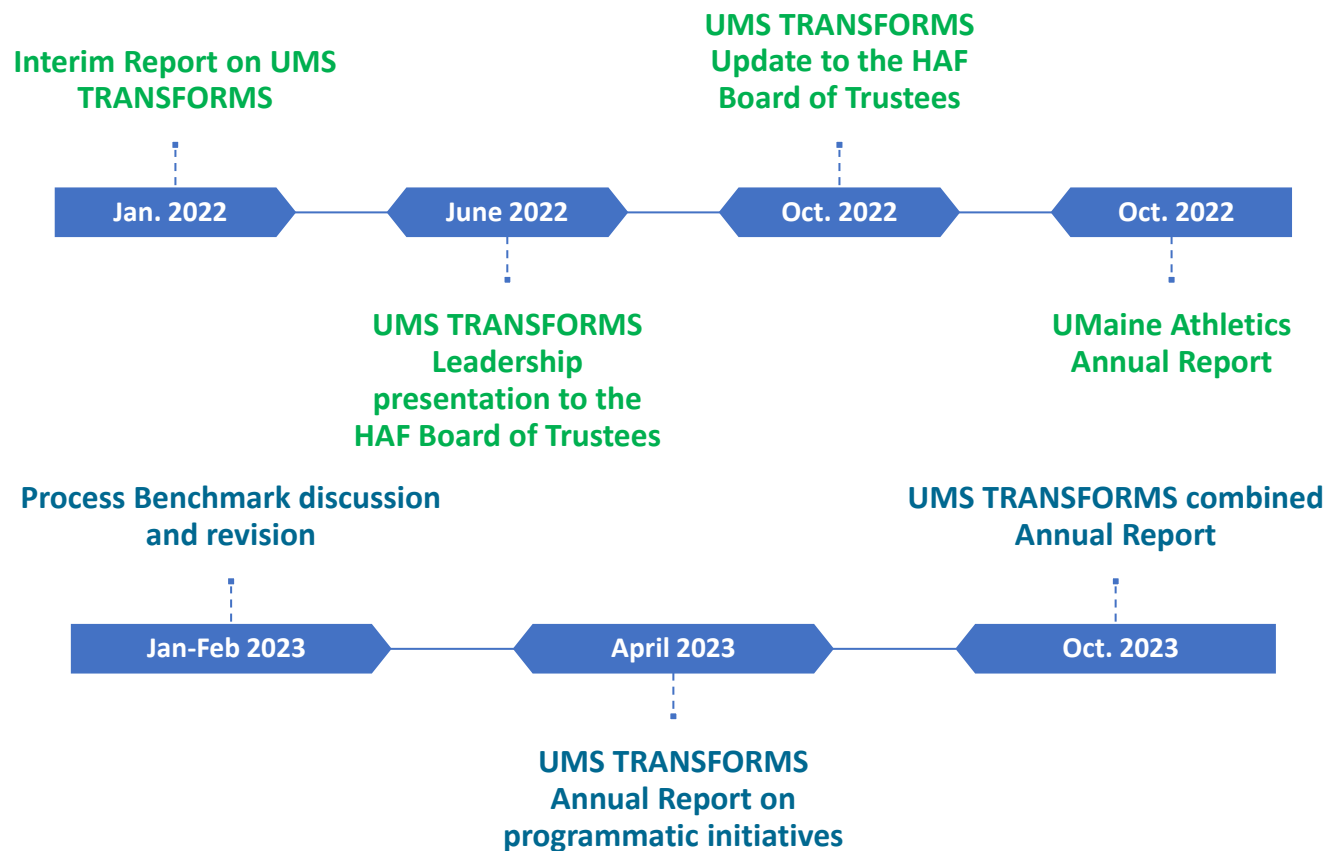 Interim Report on UMS
TRANSFORMS
UMS TRANSFORMS
Update to the HAF
Board of Trustees
Jan. 2022
June 2022
Oct. 2022
Oct. 2022
UMS TRANSFORMS
Leadership
presentation to the
HAF Board of Trustees
UMaine Athletics
Annual Report
Process Benchmark discussion
and revision
UMS TRANSFORMS combined
Annual Report
Jan-Feb 2023
April 2023
Oct. 2023
UMS TRANSFORMS
Annual Report on
programmatic initiatives